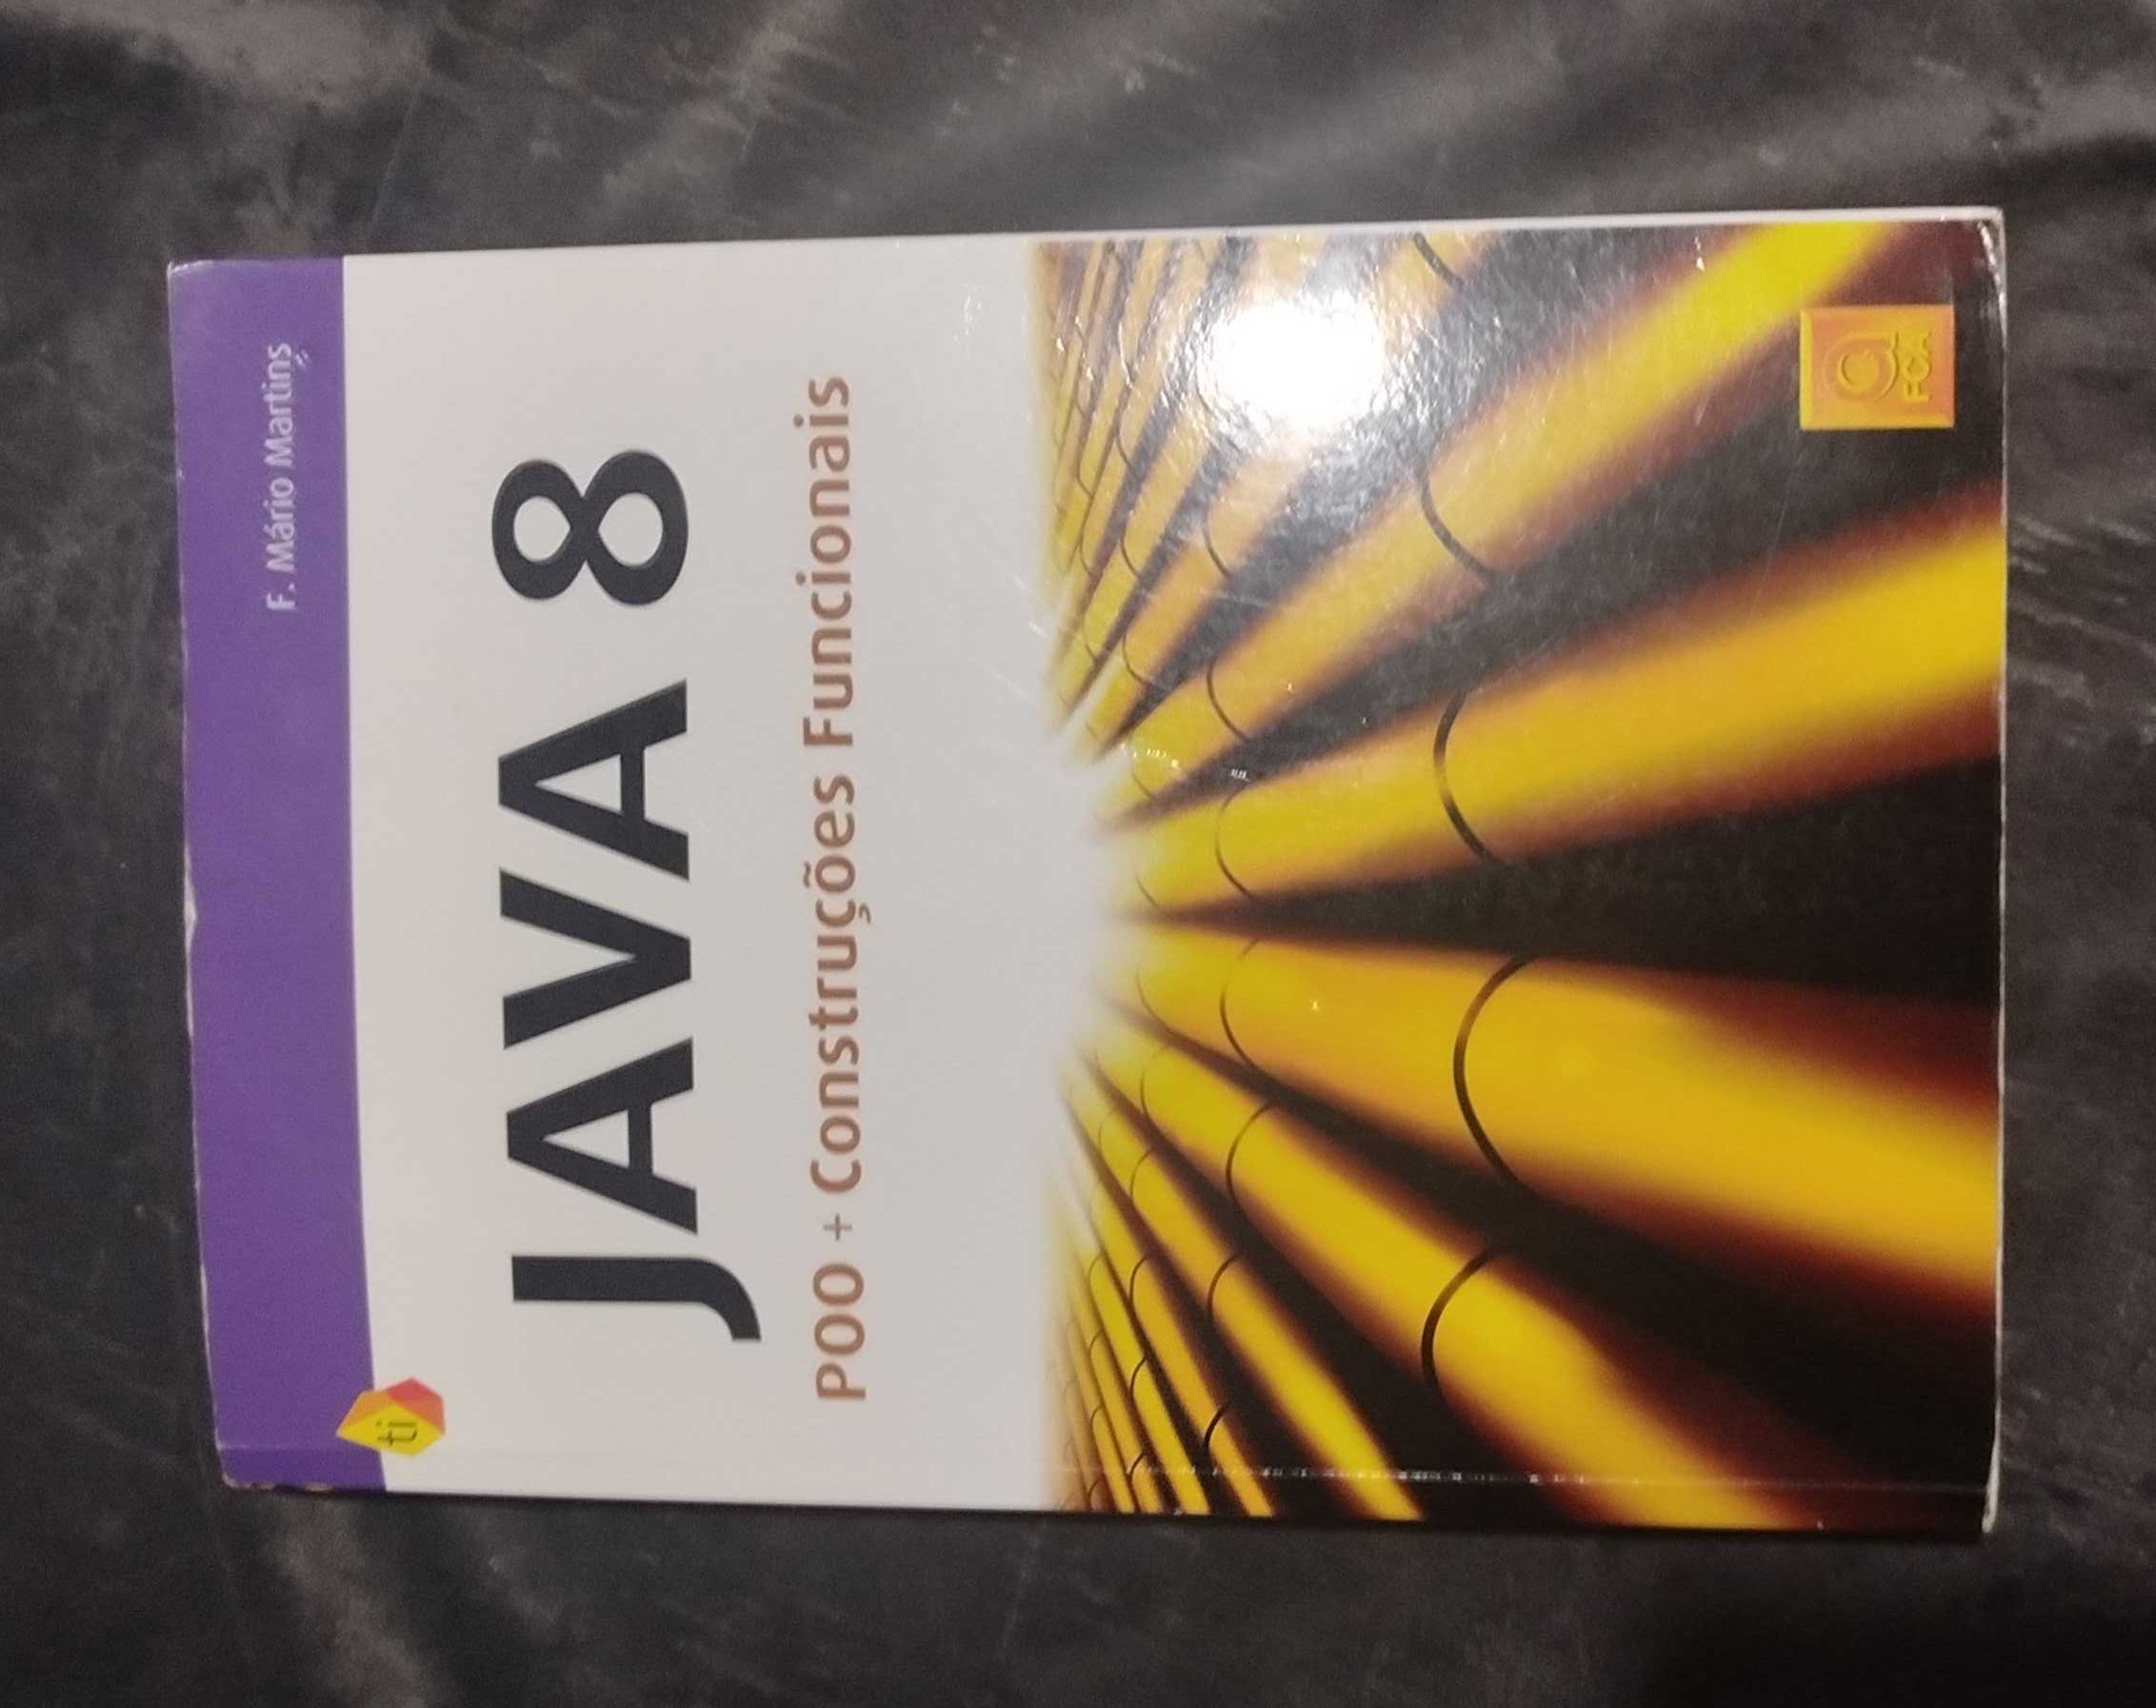 F. Mário Martins
ti
JAVA 8
POO + Construções Funcionais
FCA